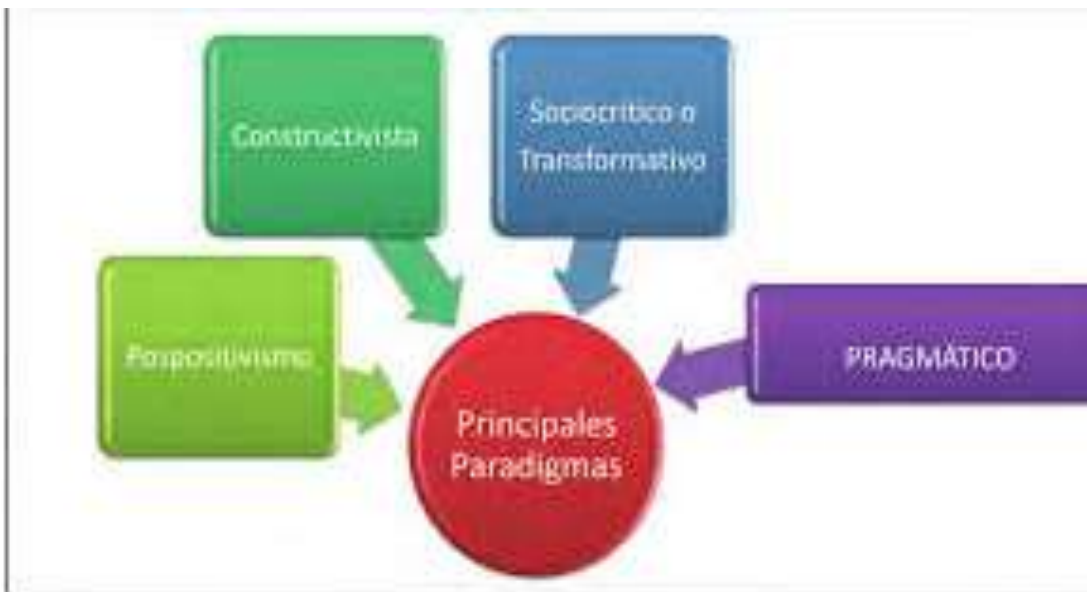 Constructivista
Sociocrítico o
Transformativo
Pospositivismo
PRAGMÁTICO
Principales
Paradigmas